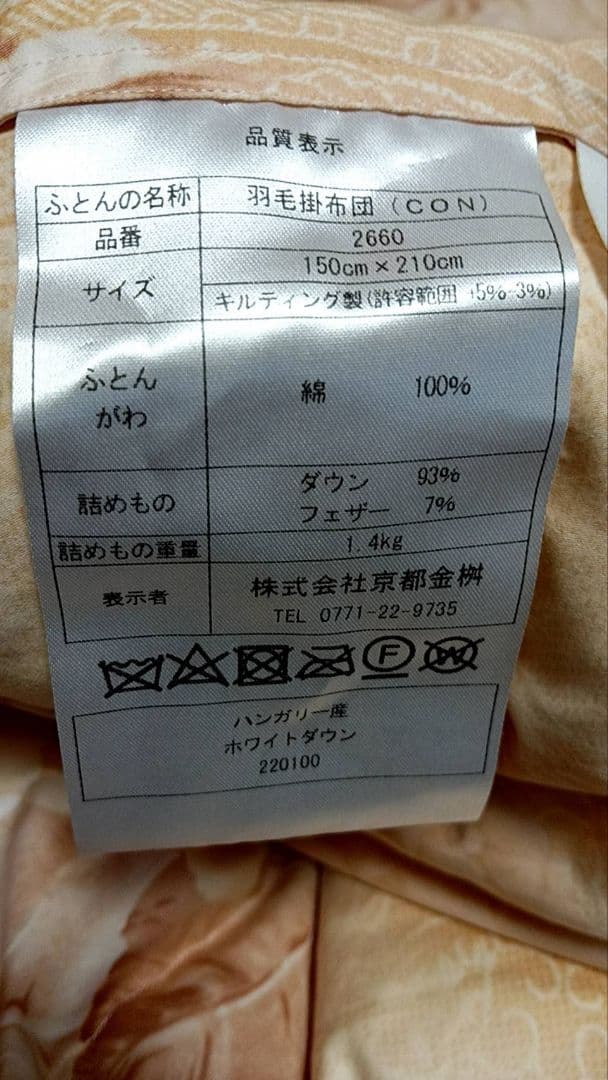 品質表示
ふとんの名称 羽毛掛布団(CON)
品番 2660
サイズ 150cm×210cm
キルティング製(許容範囲 +5%-3%)
ふとん
がわ
綿 100%
詰めもの
ダウン 93%
フェザー 7%
詰めもの重量 1.4kg
表示者
株式会社京都金桝
TEL 0771-22-9735
F W
ハンガリー産
ホワイトダウン
220100